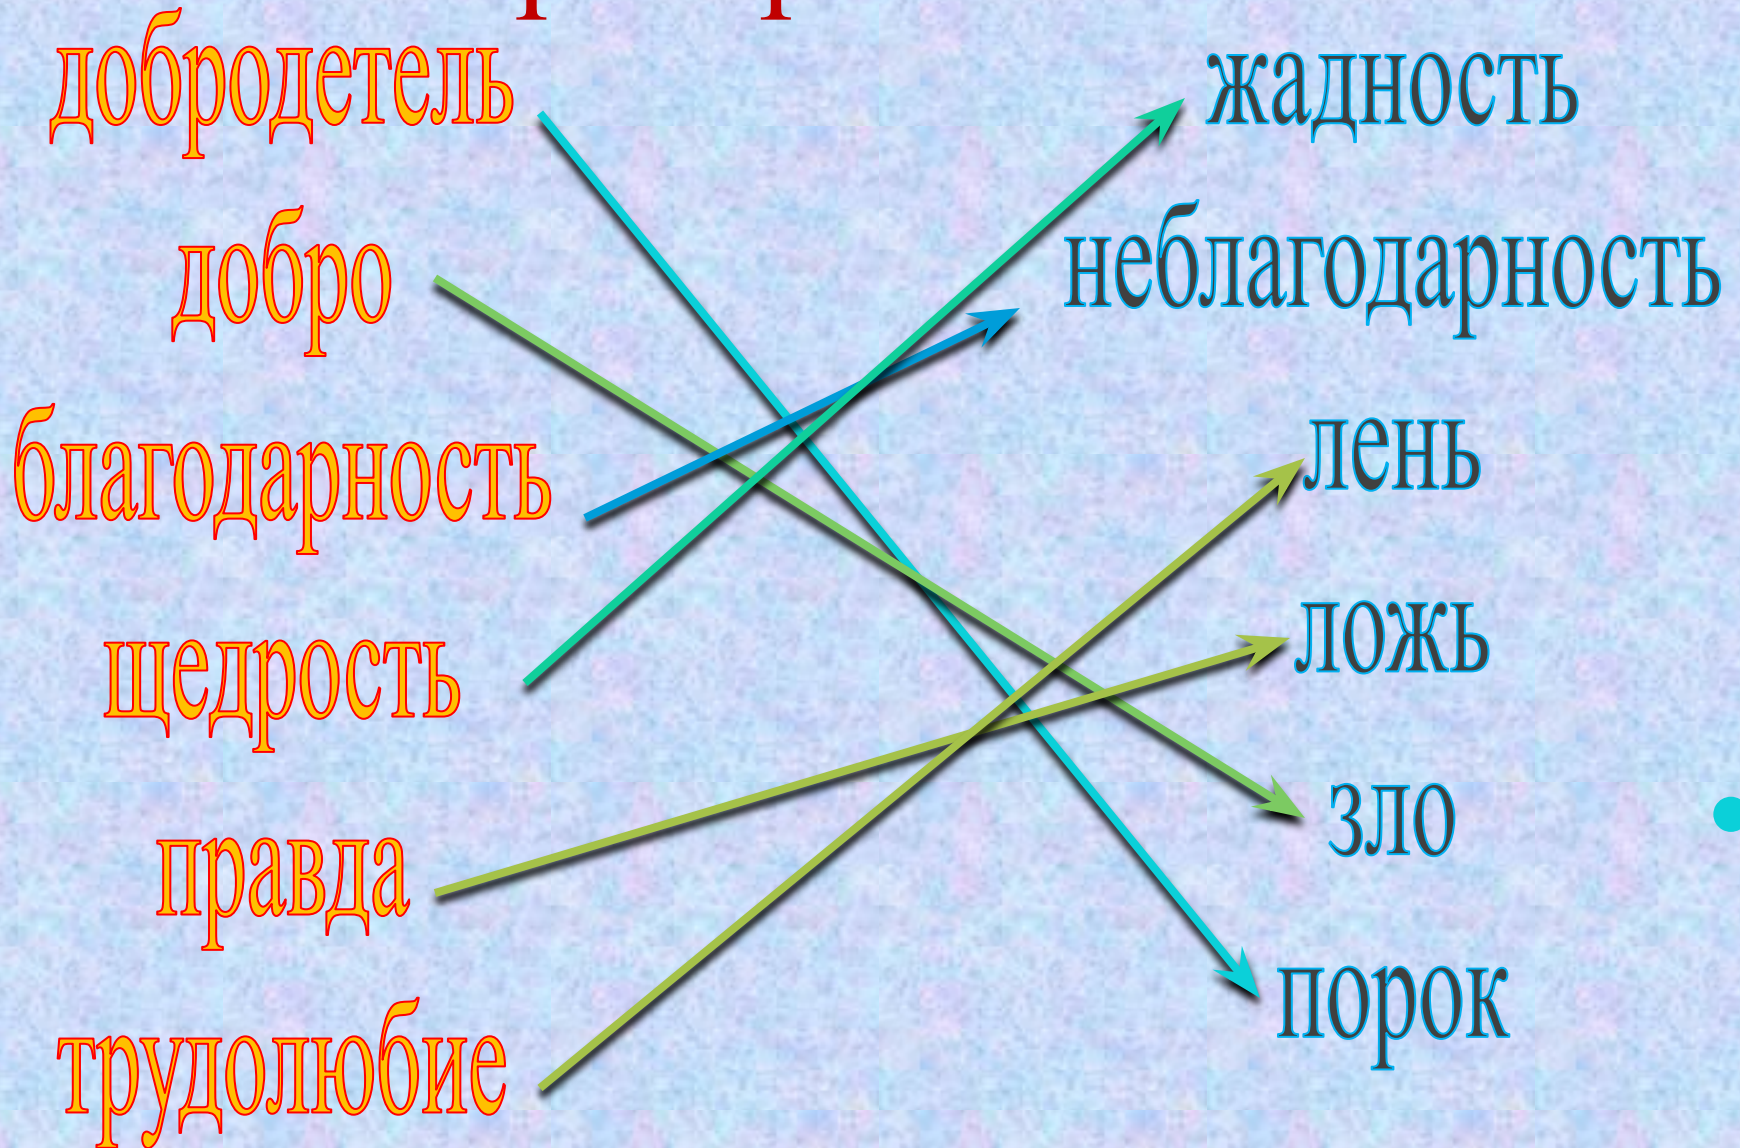 добродетель
добро
благодарность
щедрость
правда
трудолюбие
жадность
неблагодарность
лень
ложь
зло
порок